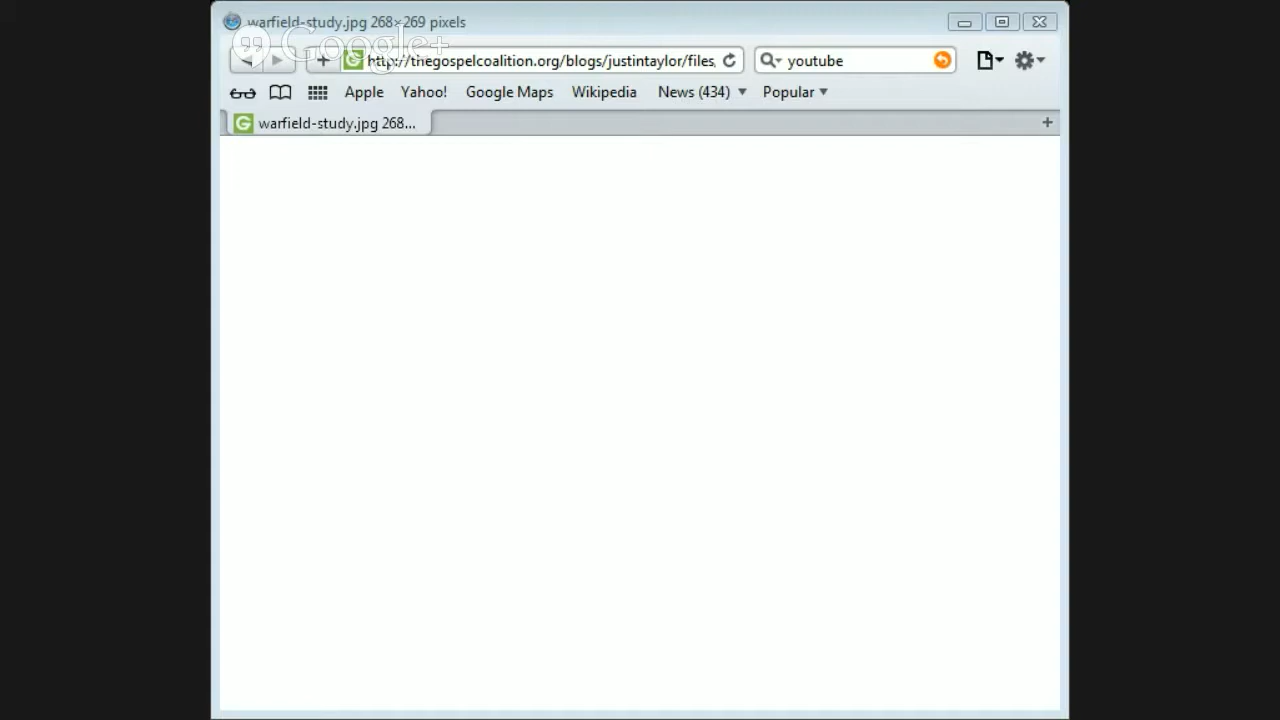 warfield-study.jpg 268×269 pixels
Google+
http://thegospelcoalition.org/blogs/justintaylor/files,
youtube
Apple Yahoo! Google Maps Wikipedia News (434) Popular
warfield-study.jpg 268...